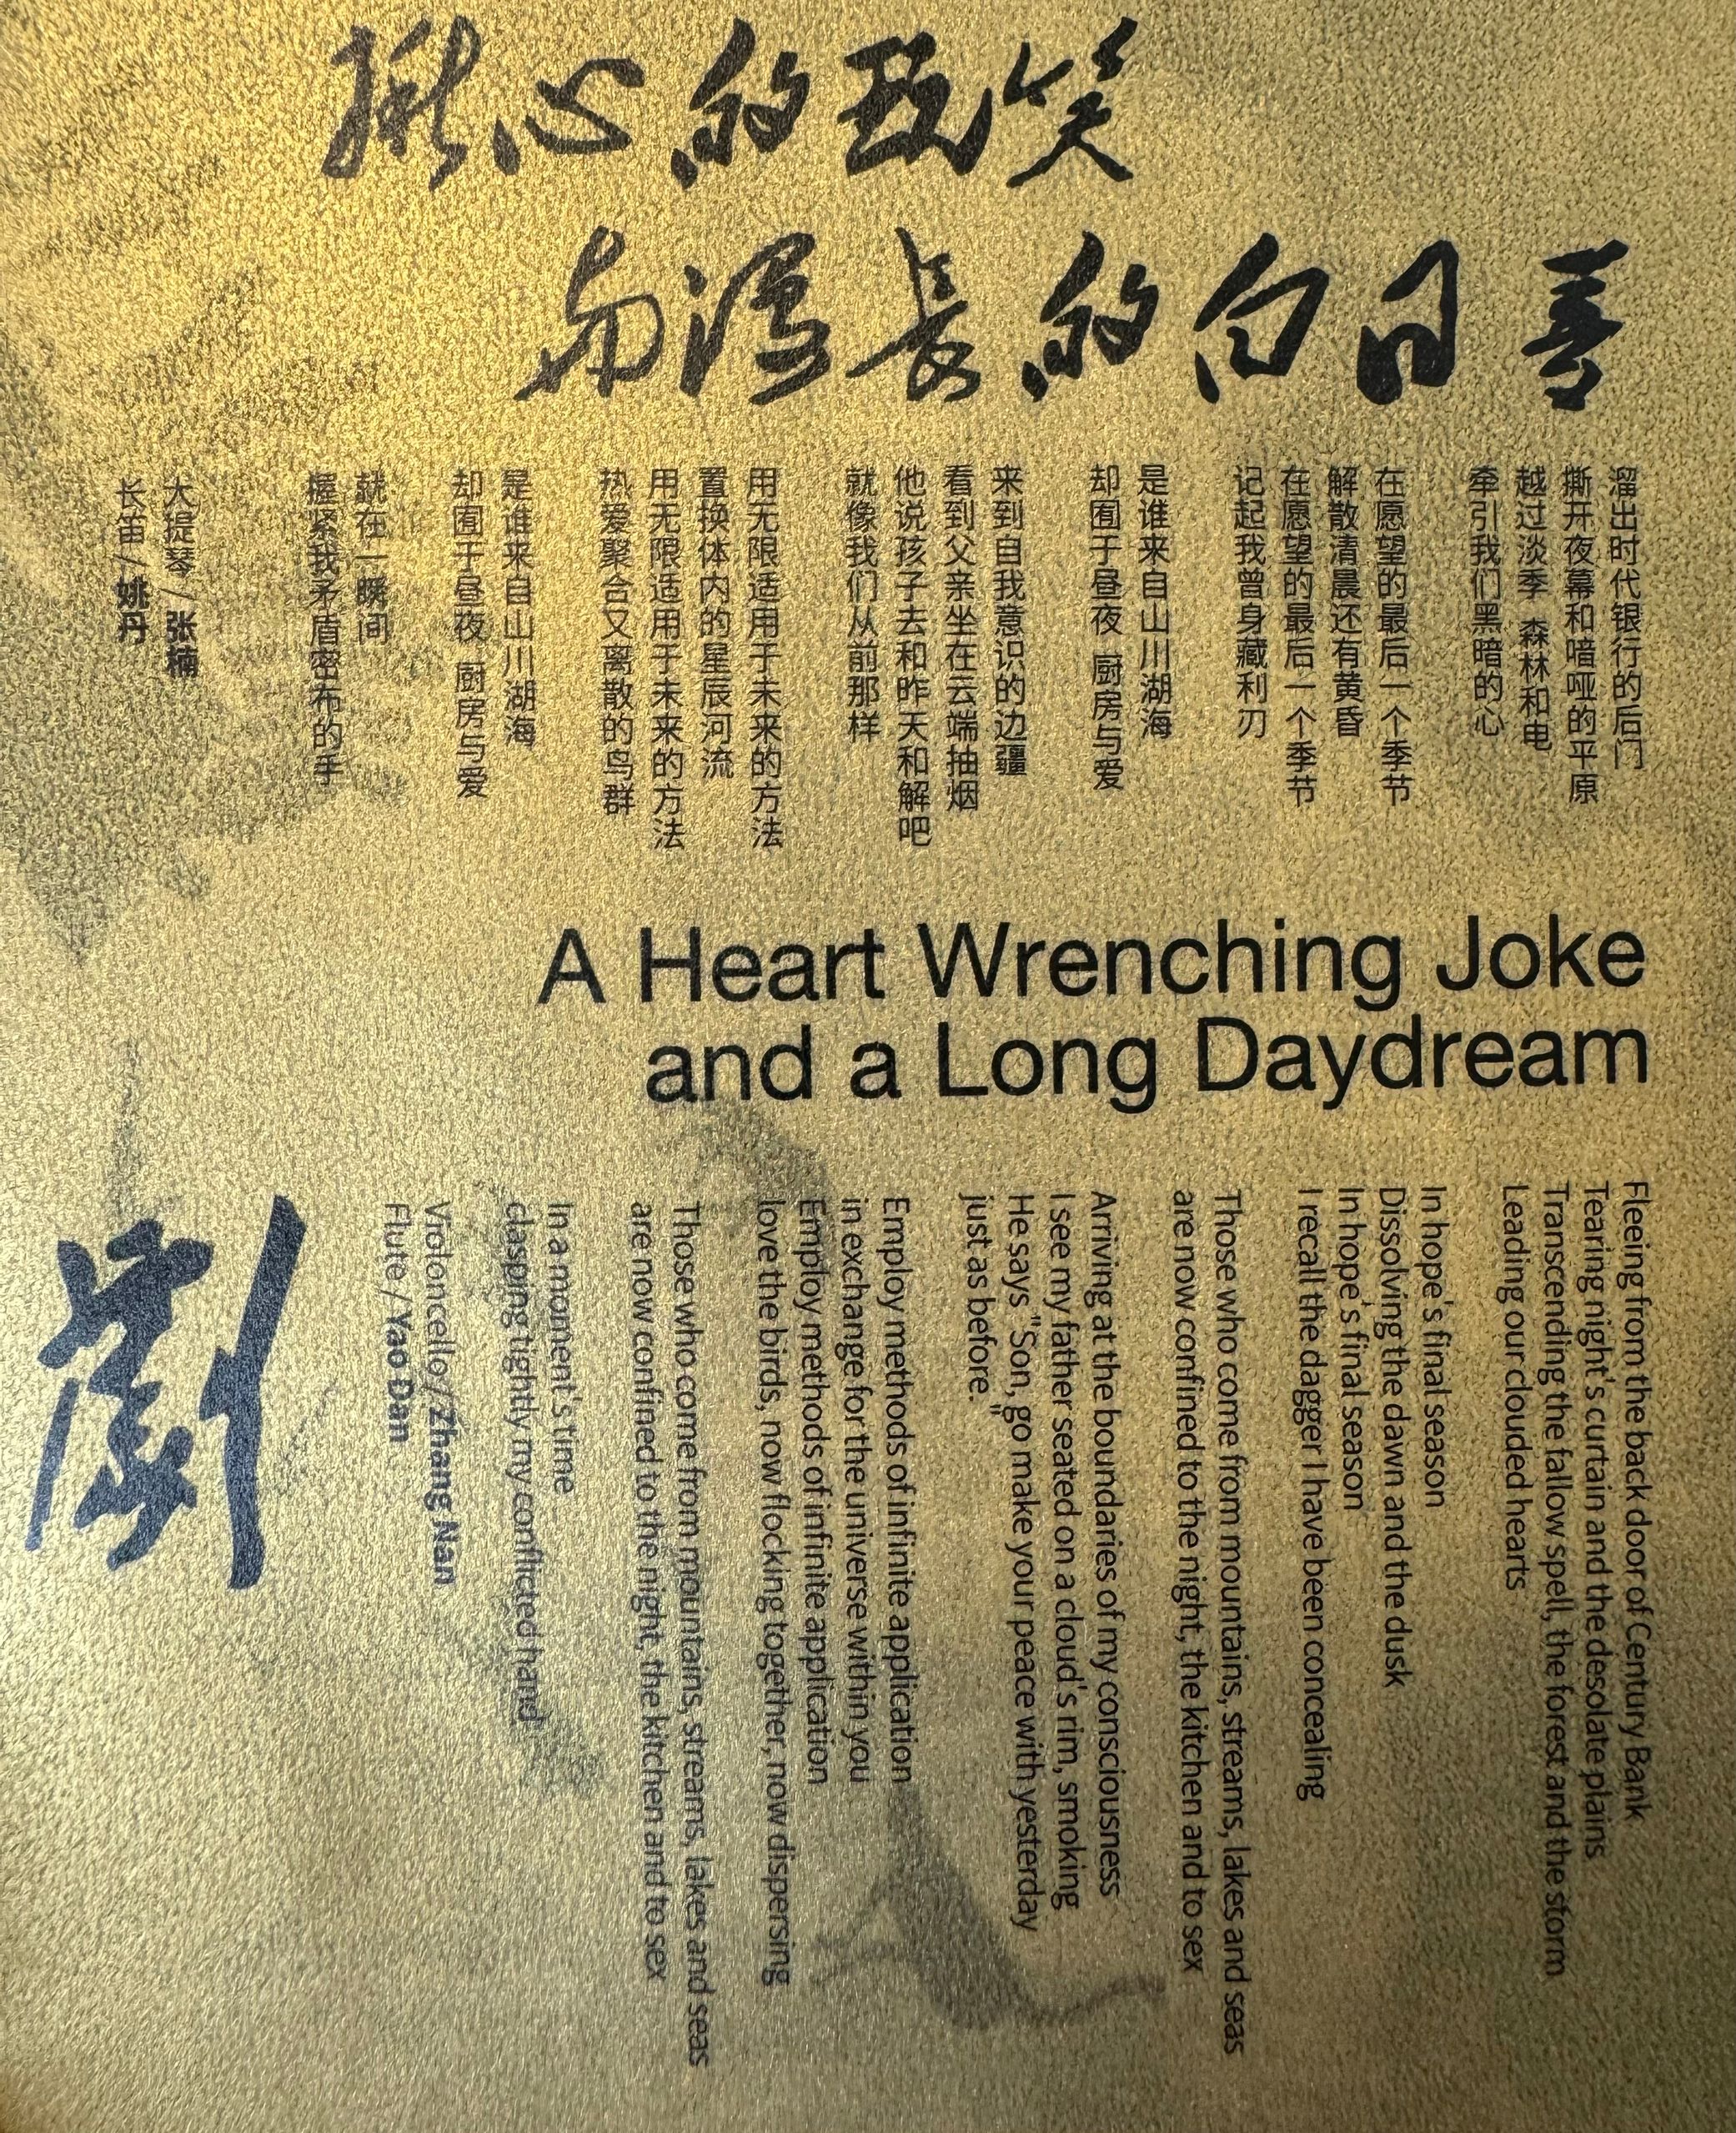 揪心的玩笑
与漫长的白日梦
溜出时代银行的后门
撕开夜幕和喑哑的平原
越过淡季 森林和电
牵引我们黑暗的心
在愿望的最后一个季节
解散清晨还有黄昏
在愿望的最后一个季节
记起我曾身藏利刃
是谁来自山川湖海
却囿于昼夜 厨房与爱
来到自我意识的边疆
看到父亲坐在云端抽烟
他说孩子去和昨天和解吧
就像我们从前那样
用无限适用于未来的方法
置换体内的星辰河流
用无限适用于未来的方法
热爱聚合又离散的鸟群
是谁来自山川湖海
却囿于昼夜 厨房与爱
就在一瞬间
握紧我矛盾密布的手
大提琴 / 张楠
长笛 / 姚丹
A Heart Wrenching Joke
and a Long Daydream
Fleeing from the back door of Century Bank
Tearing night's curtain and the desolate plains
Transcending the fallow spell, the forest and the storm
Leading our clouded hearts
In hope's final season
Dissolving the dawn and the dusk
In hope's final season
I recall the dagger I have been concealing
Those who come from mountains, streams, lakes and seas
are now confined to the night, the kitchen and to sex
Arriving at the boundaries of my consciousness
I see my father seated on a cloud's rim, smoking
He says "Son, go make your peace with yesterday
just as before."
Employ methods of infinite application
in exchange for the universe within you
Employ methods of infinite application
love the birds, now flocking together, now dispersing
Those who come from mountains, streams, lakes and seas
are now confined to the night, the kitchen and to sex
In a moment's time
clasping tightly my conflicted hand
Violoncello / Zhang Nan
Flute / Yao Dan
劇